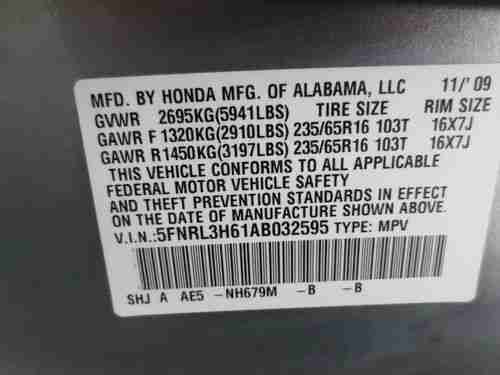 MFD. BY HONDA MFG. OF ALABAMA, LLC 11/'09
GVWR 2695KG(5941LBS) TIRE SIZE RIM SIZE
GAWR F 1320KG(2910LBS) 235/65R16 103T 16X7J
GAWR R1450KG(3197LBS) 235/65R16 103T 16X7J
THIS VEHICLE CONFORMS TO ALL APPLICABLE
FEDERAL MOTOR VEHICLE SAFETY
AND THEFT PREVENTION STANDARDS IN EFFECT
ON THE DATE OF MANUFACTURE SHOWN ABOVE.
V.I.N.:5FNRL3H61AB032595 TYPE: MPV
SHJ A AE5 -NH679M -B -B